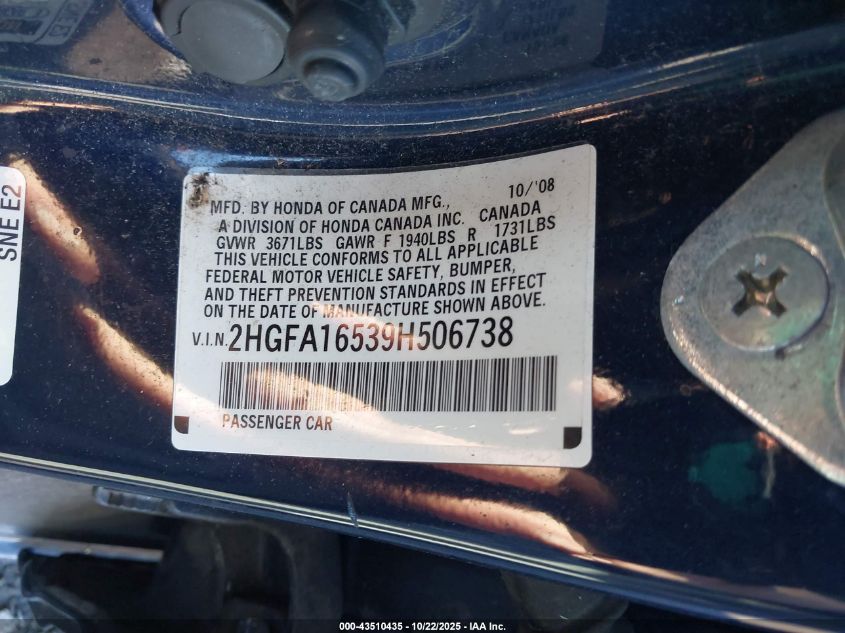 10/'08
MFD. BY HONDA OF CANADA MFG.,
A DIVISION OF HONDA CANADA INC. CANADA
GVWR 3671LBS GAWR F 1940LBS R 1731LBS
THIS VEHICLE CONFORMS TO ALL APPLICABLE
FEDERAL MOTOR VEHICLE SAFETY, BUMPER,
AND THEFT PREVENTION STANDARDS IN EFFECT
ON THE DATE OF MANUFACTURE SHOWN ABOVE.
V.I.N. 2HGFA16539H506738
PASSENGER CAR
SNE E2
000-43510435 • 10/22/2025 • IAA Inc.